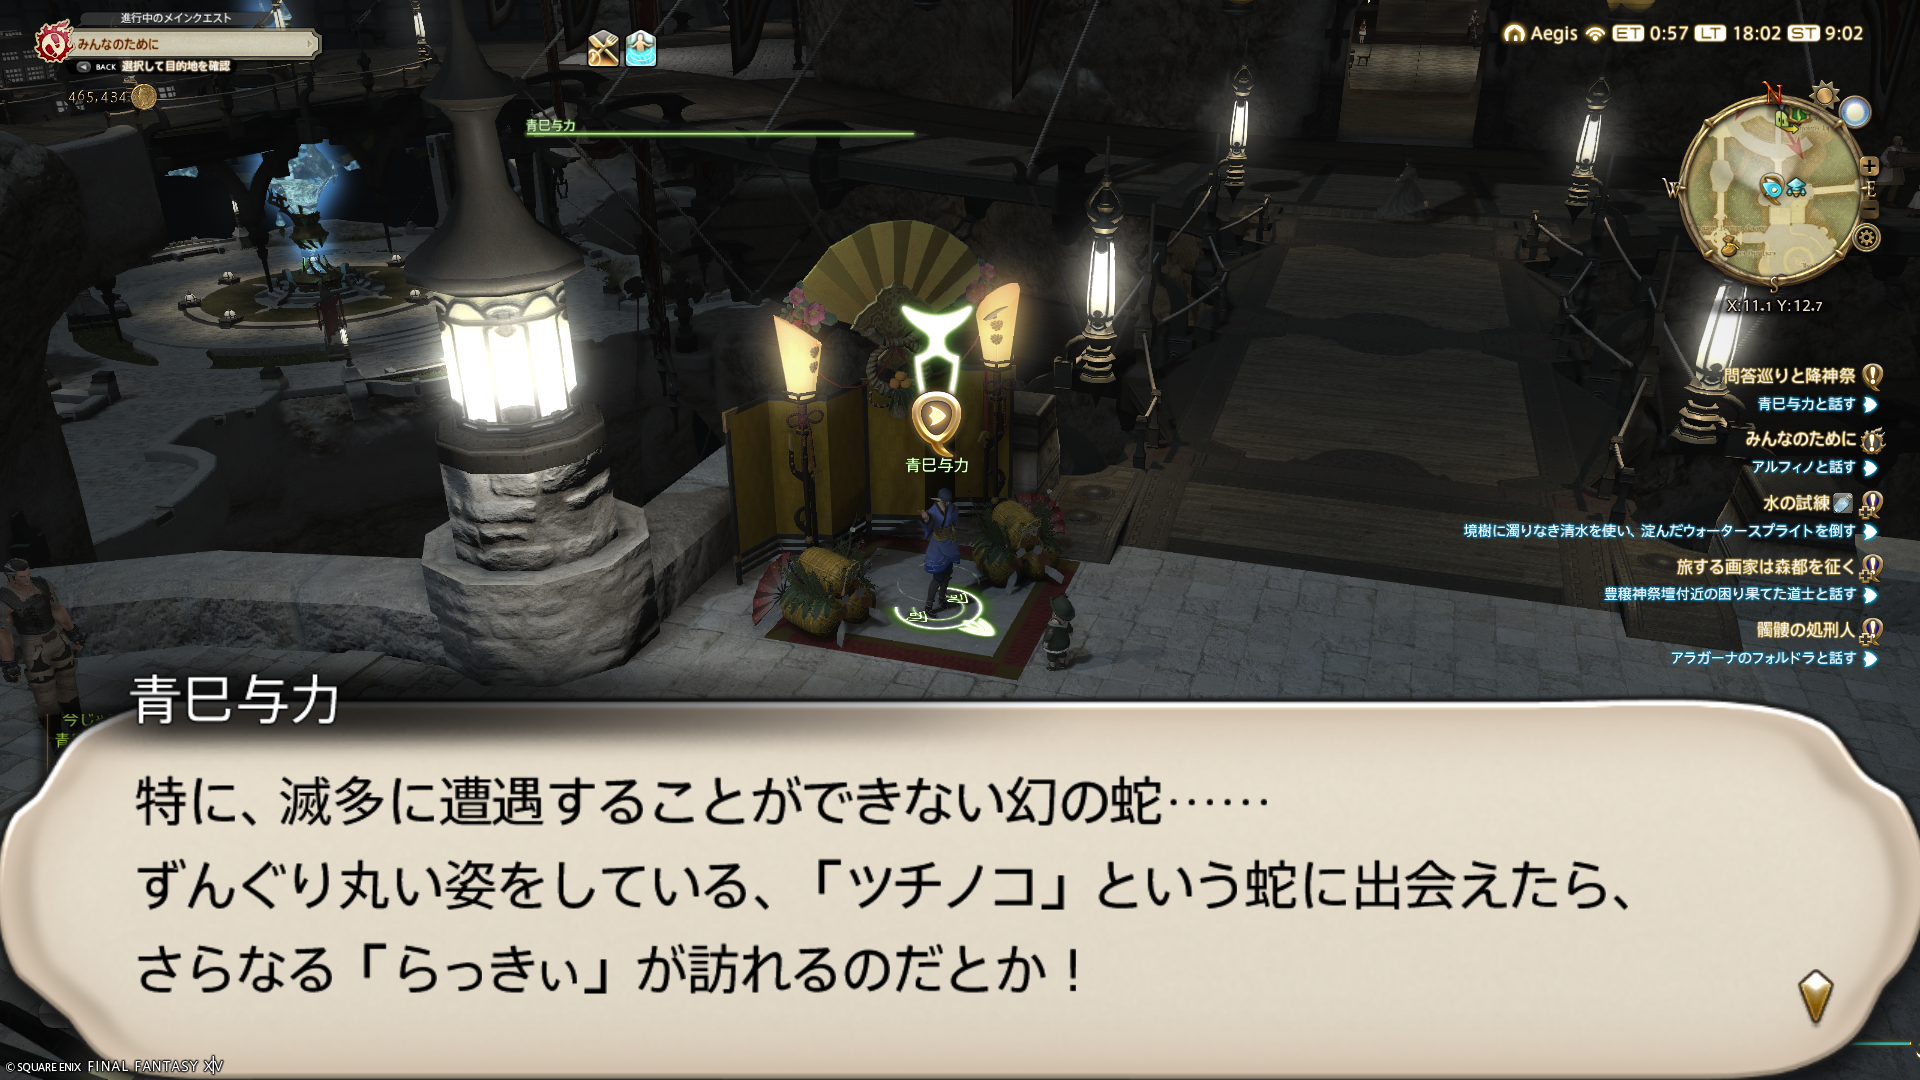 進行中のメインクエスト
みんなのために
BACK 選択して目的地を確認
465,434
Aegis ET 0:57 LT 18:02 ST 9:02
青巳与力
N
W
E
S
X:11.1 Y:12.7
問答巡りと降神祭
青巳与力と話す
みんなのために
アルフィノと話す
水の試練
境樹に濁りなき清水を使い、淀んだウォータースプライトを倒す
旅する画家は森都を征く
豊穣神祭壇付近の困り果てた道士と話す
髑髏の処刑人
アラガーナのフォルドラと話す
青巳与力
青巳与力
今じ
青
特に、滅多に遭遇することができない幻の蛇……
ずんぐり丸い姿をしている、「ツチノコ」という蛇に出会えたら、
さらなる「らっきぃ」が訪れるのだとか！
© SQUARE ENIX FINAL FANTASY XIV